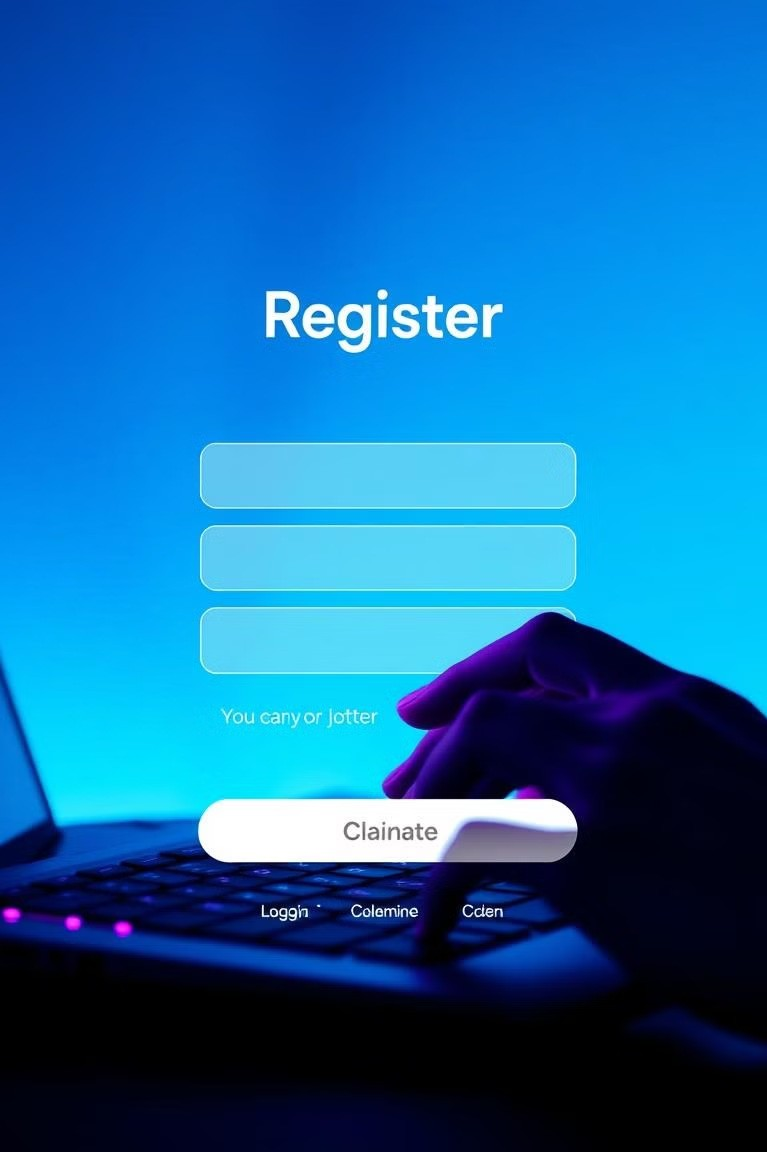 Register
You cany or jotter
Clainate
Loggin Colemine Cden